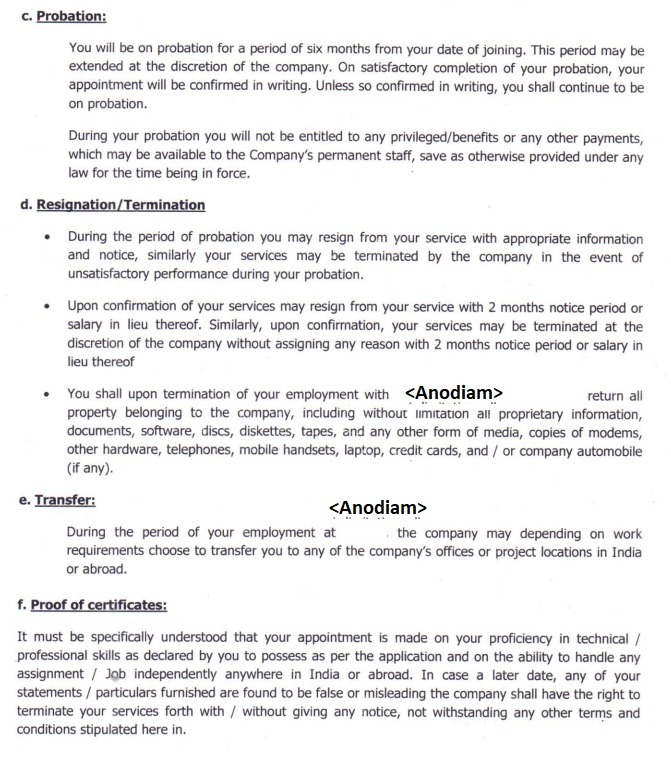 c. Probation:
You will be on probation for a period of six months from your date of joining. This period may be
extended at the discretion of the company. On satisfactory completion of your probation, your
appointment will be confirmed in writing. Unless so confirmed in writing, you shall continue to be
on probation.
During your probation you will not be entitled to any privileged/benefits or any other payments,
which may be available to the Company's permanent staff, save as otherwise provided under any
law for the time being in force.
d. Resignation/Termination
• During the period of probation you may resign from your service with appropriate information
and notice, similarly your services may be terminated by the company in the event of
unsatisfactory performance during your probation.
• Upon confirmation of your services may resign from your service with 2 months notice period or
salary in lieu thereof. Similarly, upon confirmation, your services may be terminated at the
discretion of the company without assigning any reason with 2 months notice period or salary in
lieu thereof
• You shall upon termination of your employment with <Anodiam> return all
property belonging to the company, including without limitation all proprietary information,
documents, software, discs, diskettes, tapes, and any other form of media, copies of modems,
other hardware, telephones, mobile handsets, laptop, credit cards, and / or company automobile
(if any).
e. Transfer:
During the period of your employment at <Anodiam> the company may depending on work
requirements choose to transfer you to any of the company's offices or project locations in India
or abroad.
f. Proof of certificates:
It must be specifically understood that your appointment is made on your proficiency in technical /
professional skills as declared by you to possess as per the application and on the ability to handle any
assignment / Job independently anywhere in India or abroad. In case a later date, any of your
statements / particulars furnished are found to be false or misleading the company shall have the right to
terminate your services forth with / without giving any notice, not withstanding any other terms and
conditions stipulated here in.